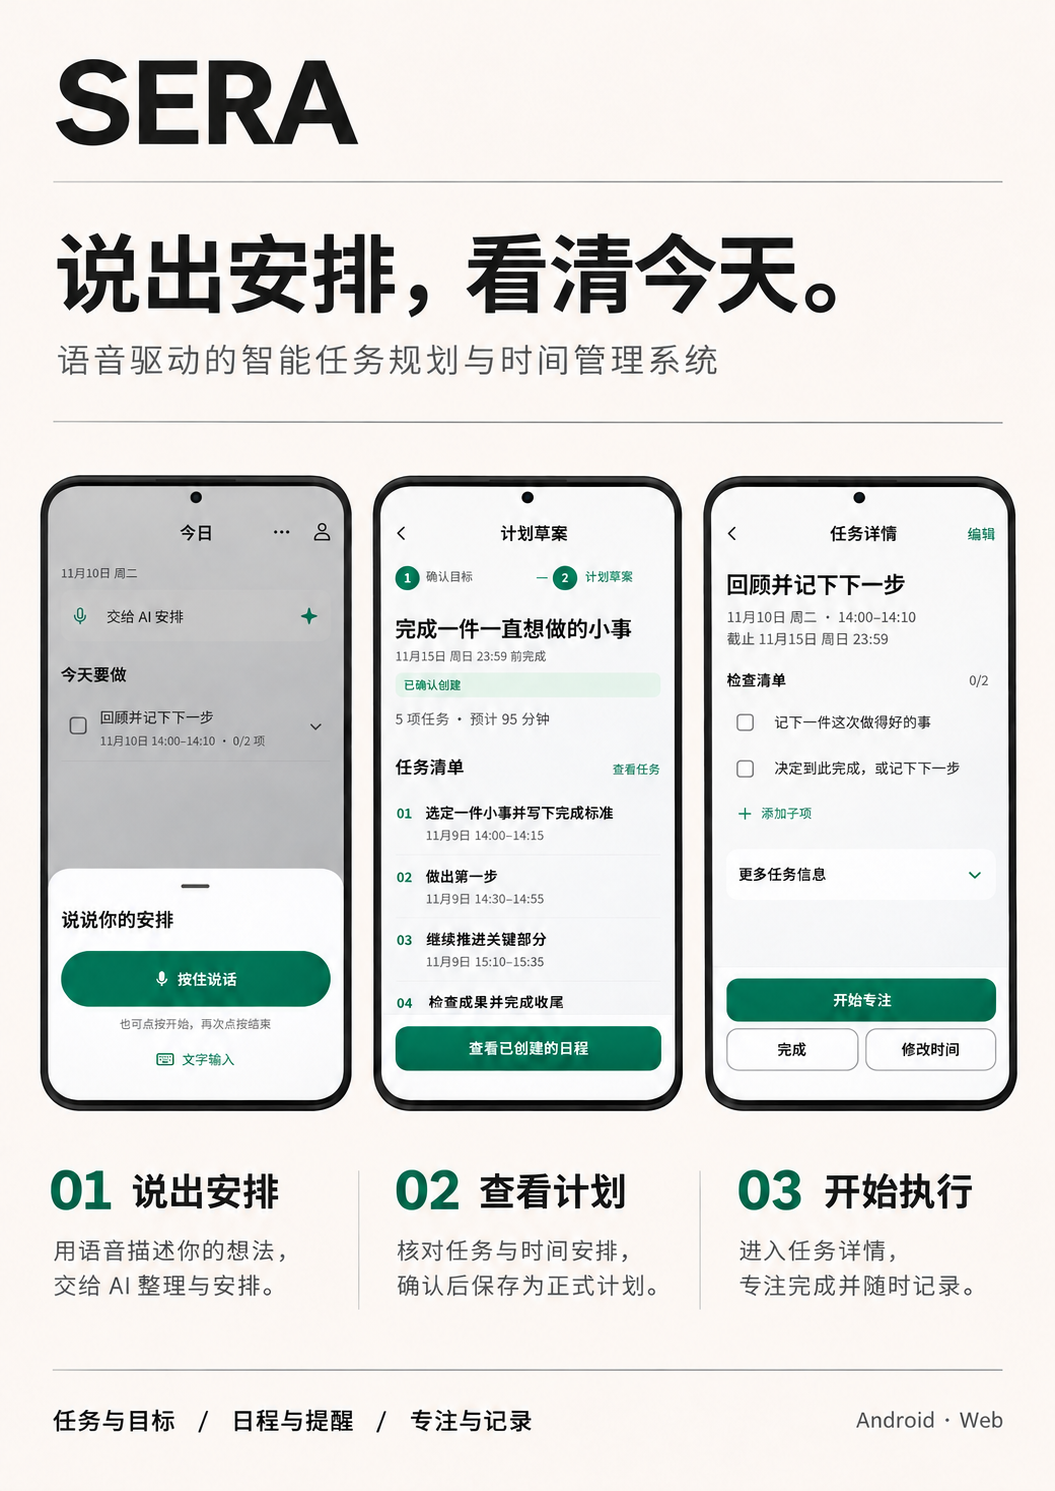 SERA
说出安排，看清今天。
语音驱动的智能任务规划与时间管理系统
今日
11月10日 周二
交给 AI 安排
今天要做
回顾并记下下一步
11月10日 14:00–14:10 · 0/2 项
说说你的安排
按住说话
也可点按开始，再次点按结束
文字输入
计划草案
1 确认目标 — 2 计划草案
完成一件一直想做的小事
11月15日 周日 23:59 前完成
已确认创建
5 项任务 · 预计 95 分钟
任务清单 查看任务
01 选定一件小事并写下完成标准
11月9日 14:00–14:15
02 做出第一步
11月9日 14:30–14:55
03 继续推进关键部分
11月9日 15:10–15:35
04 检查成果并完成收尾
查看已创建的日程
任务详情 编辑
回顾并记下下一步
11月10日 周二 · 14:00–14:10
截止 11月15日 周日 23:59
检查清单 0/2
记下一件这次做得好的事
决定到此完成，或记下下一步
添加子项
更多任务信息
开始专注
完成 修改时间
01 说出安排
用语音描述你的想法，
交给 AI 整理与安排。
02 查看计划
核对任务与时间安排，
确认后保存为正式计划。
03 开始执行
进入任务详情，
专注完成并随时记录。
任务与目标 / 日程与提醒 / 专注与记录 Android · Web